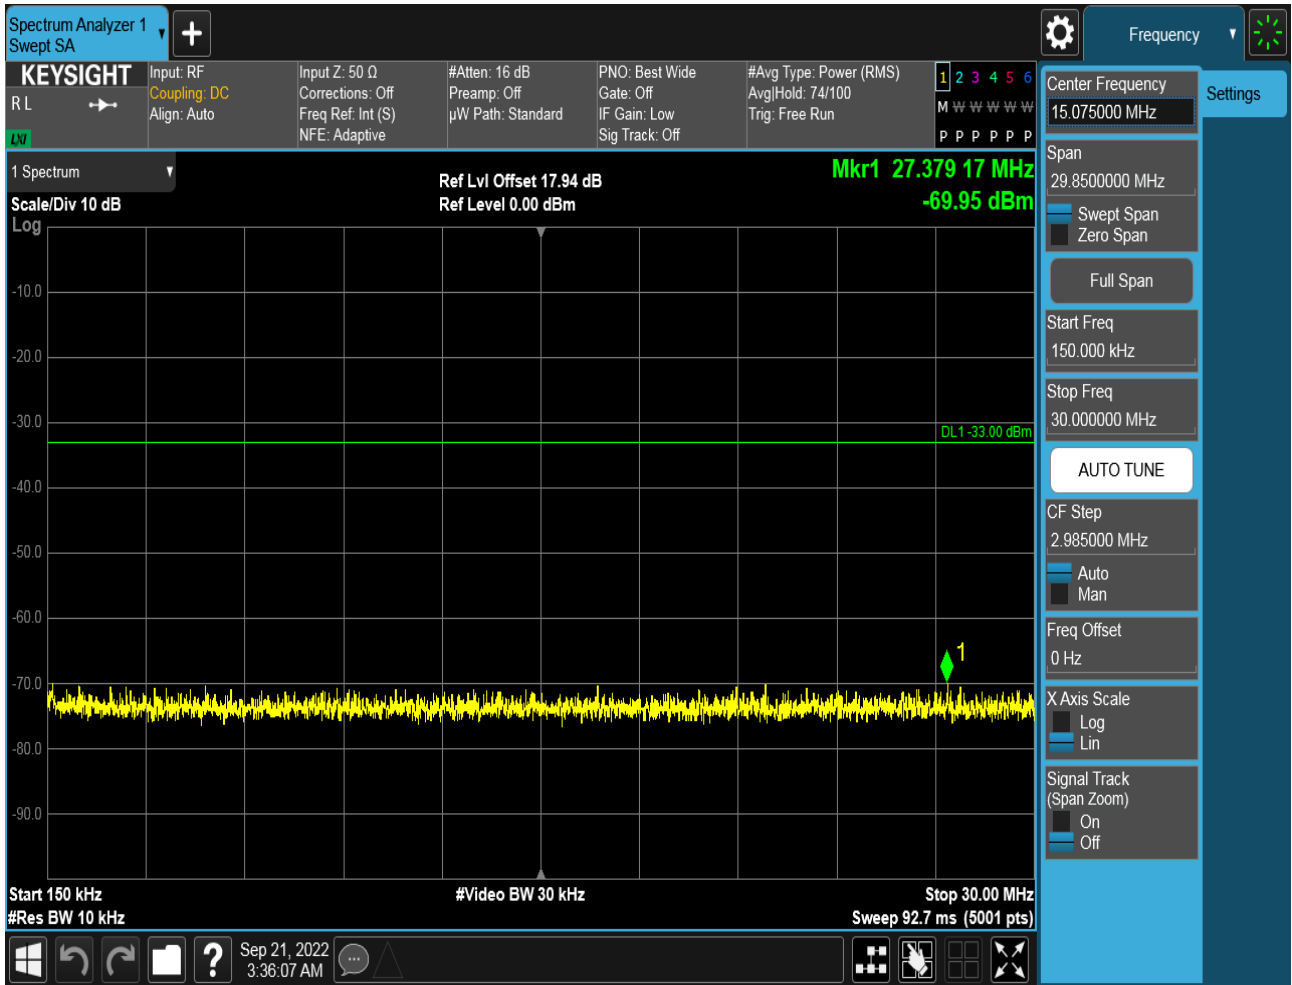 Spectrum Analyzer 1
Swept SA
Frequency
KEYSIGHT
R L
LXI
Input: RF
Coupling: DC
Align: Auto
Input Z: 50 Ω
Corrections: Off
Freq Ref: Int (S)
NFE: Adaptive
#Atten: 16 dB
Preamp: Off
µW Path: Standard
PNO: Best Wide
Gate: Off
IF Gain: Low
Sig Track: Off
#Avg Type: Power (RMS)
Avg|Hold: 74/100
Trig: Free Run
1 2 3 4 5 6
M W W W W W
P P P P P P
1 Spectrum
Scale/Div 10 dB
Log
Ref Lvl Offset 17.94 dB
Ref Level 0.00 dBm
Mkr1 27.379 17 MHz
-69.95 dBm
-10.0
-20.0
-30.0
DL1 -33.00 dBm
-40.0
-50.0
-60.0
1
-70.0
-80.0
-90.0
Start 150 kHz
#Video BW 30 kHz
Stop 30.00 MHz
#Res BW 10 kHz
Sweep 92.7 ms (5001 pts)
Center Frequency
15.075000 MHz
Settings
Span
29.8500000 MHz
Swept Span
Zero Span
Full Span
Start Freq
150.000 kHz
Stop Freq
30.000000 MHz
AUTO TUNE
CF Step
2.985000 MHz
Auto
Man
Freq Offset
0 Hz
X Axis Scale
Log
Lin
Signal Track
(Span Zoom)
On
Off
?
Sep 21, 2022
3:36:07 AM